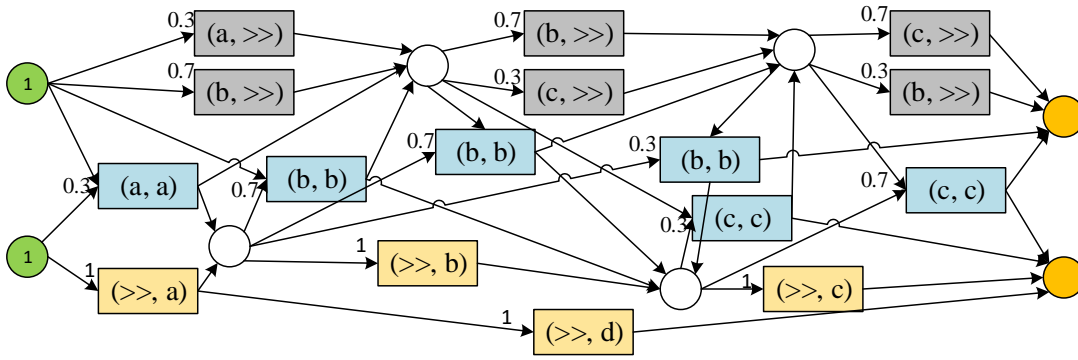 0.3 (a, >>)
0.7 (b, >>)
0.7 (c, >>)
1
0.7 (b, >>)
0.3 (c, >>)
0.3 (b, >>)
0.7 (b, b)
0.3 (b, b)
0.3 (a, a)
0.7 (b, b)
0.7 (c, c)
0.3 (c, c)
1
1 (>>, a)
1 (>>, b)
1 (>>, c)
1 (>>, d)